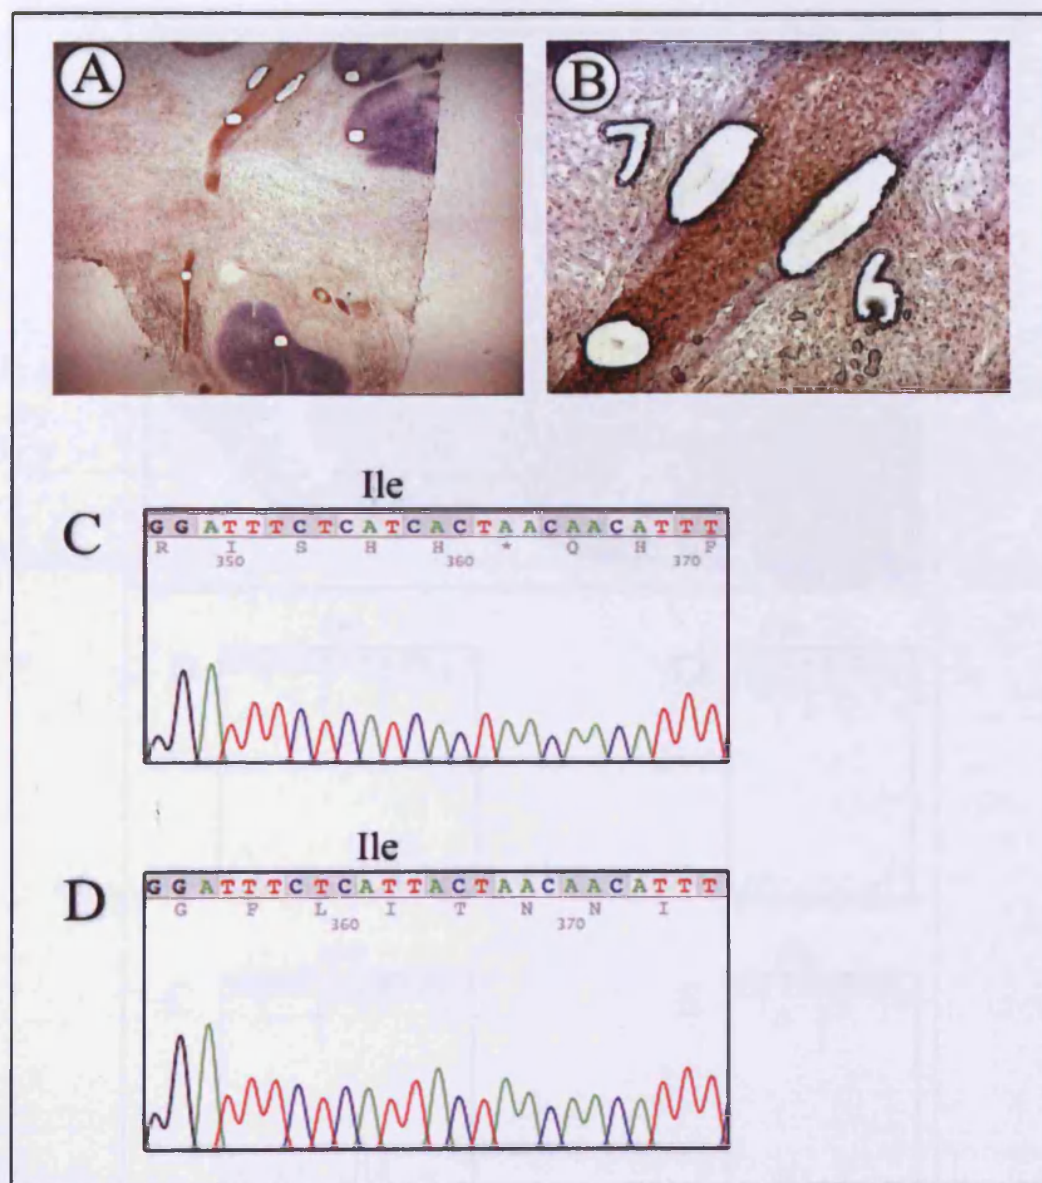 A
B
7
6
Ile
C
GGATTTCTCATCACTAACAACATTT
R I S H H * Q H F
350 360 370
Ile
D
GGATTTCTCATTACTAACAACATTT
G F L I T N N I
360 370